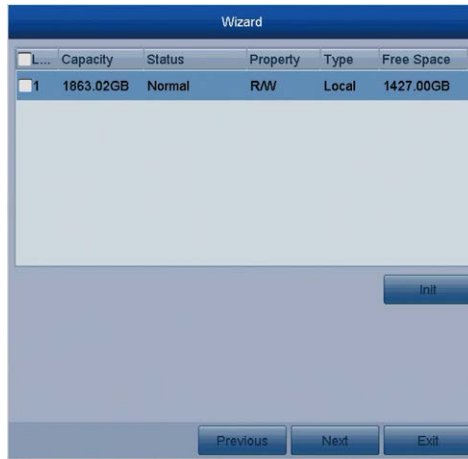 Wizard
L... Capacity Status Property Type Free Space
1 1863.02GB Normal R/W Local 1427.00GB
Init
Previous Next Exit